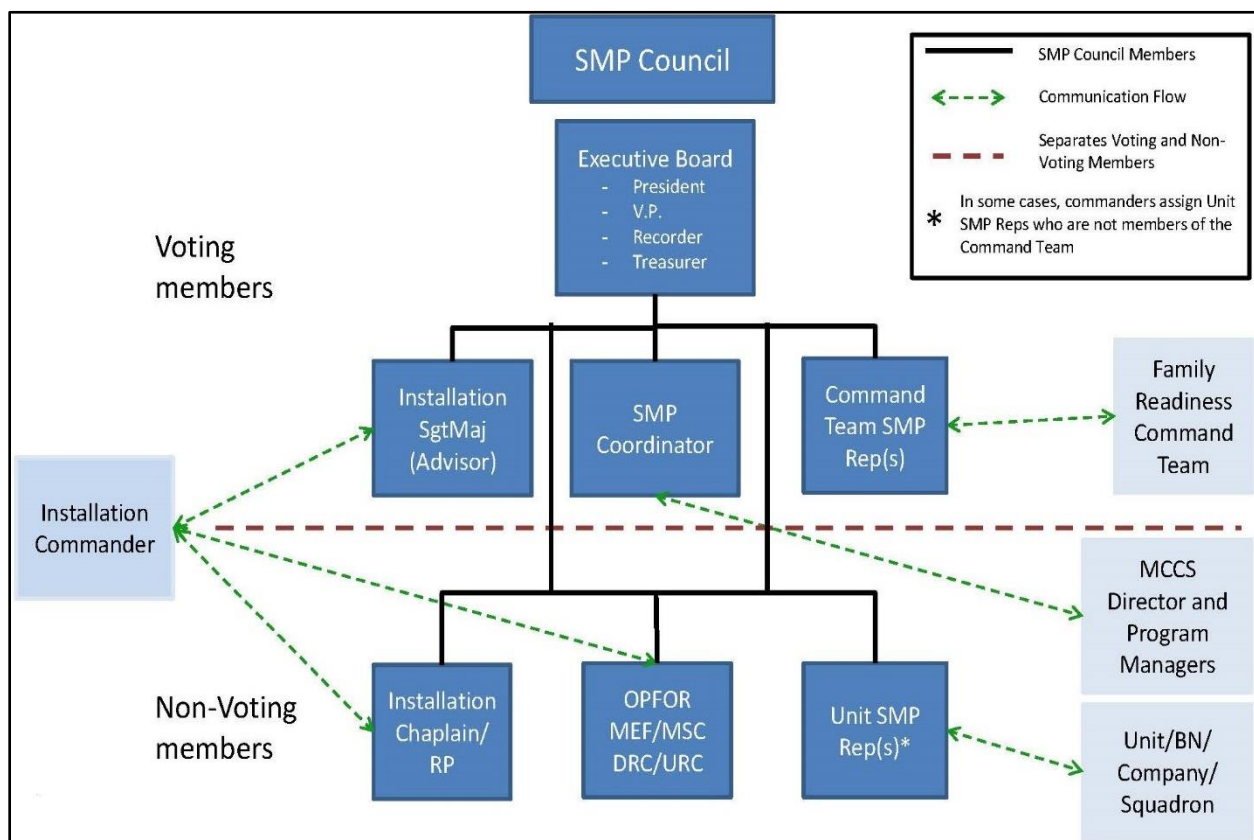 SMP Council
SMP Council Members
Communication Flow
Separates Voting and Non-
Voting Members
* In some cases, commanders assign Unit
SMP Reps who are not members of the
Command Team
Executive Board
- President
- V.P.
- Recorder
- Treasurer
Voting
members
Installation
SgtMaj
(Advisor)
SMP
Coordinator
Command
Team SMP
Rep(s)
Family
Readiness
Command
Team
Installation
Commander
MCCS
Director and
Program
Managers
Non-Voting
members
Installation
Chaplain/
RP
OPFOR
MEF/MSC
DRC/URC
Unit SMP
Rep(s)*
Unit/BN/
Company/
Squadron